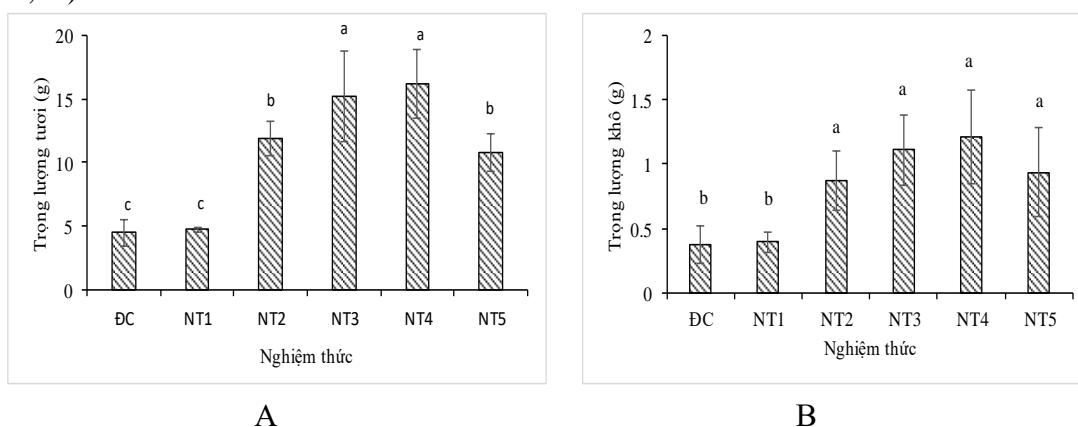 Trọng lượng tươi (g)
20
15
10
5
0
a
a
b
b
c
c
ĐC NT1 NT2 NT3 NT4 NT5
Nghiệm thức
A
Trọng lượng khô (g)
2
1.5
1
0.5
0
b
b
a
a
a
a
ĐC NT1 NT2 NT3 NT4 NT5
Nghiệm thức
B